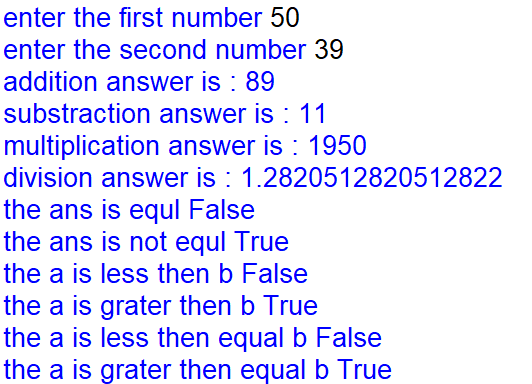 enter the first number 50
enter the second number 39
addition answer is : 89
substraction answer is : 11
multiplication answer is : 1950
division answer is : 1.2820512820512822
the ans is equl False
the ans is not equl True
the a is less then b False
the a is grater then b True
the a is less then equal b False
the a is grater then equal b True